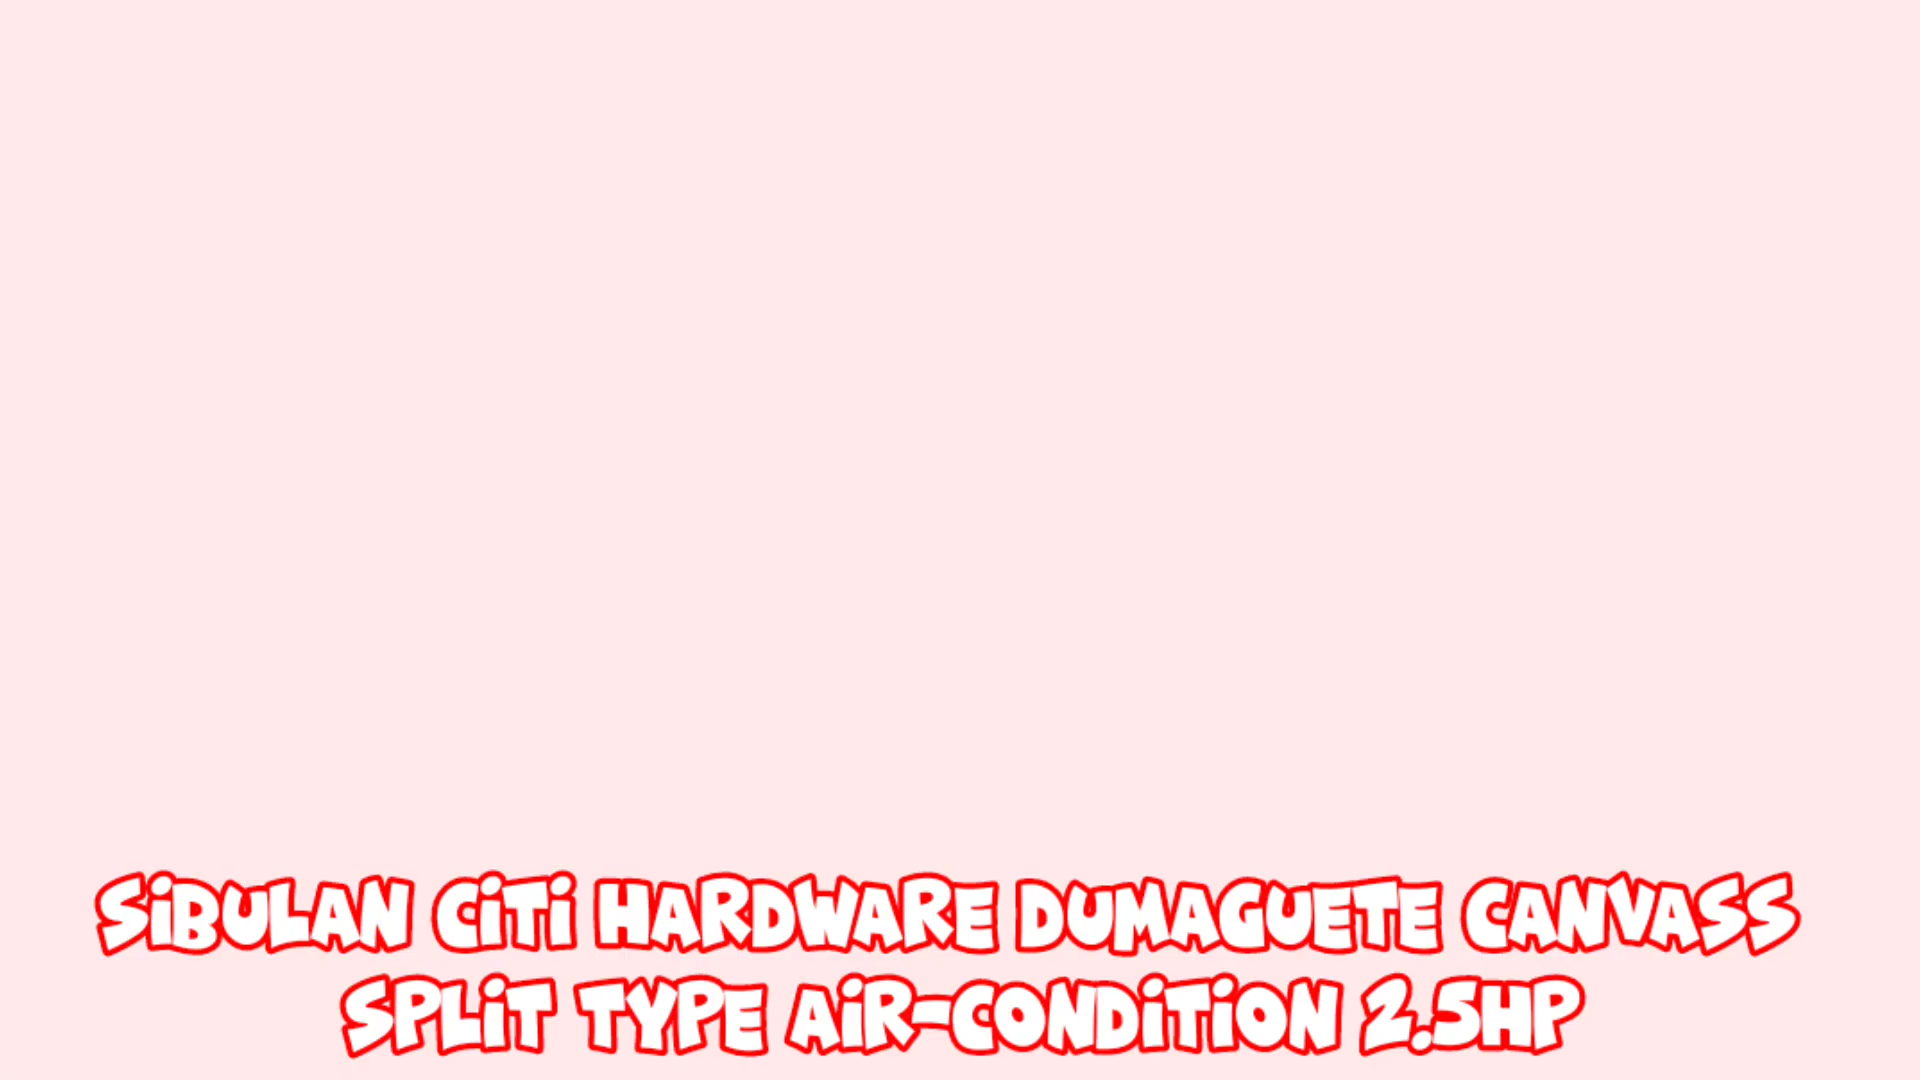 SiBULAN CiTi HARDWARE DUMAGUETE CANVASS
SPLiT TYPE AiR-CONDiTiON 2.5HP